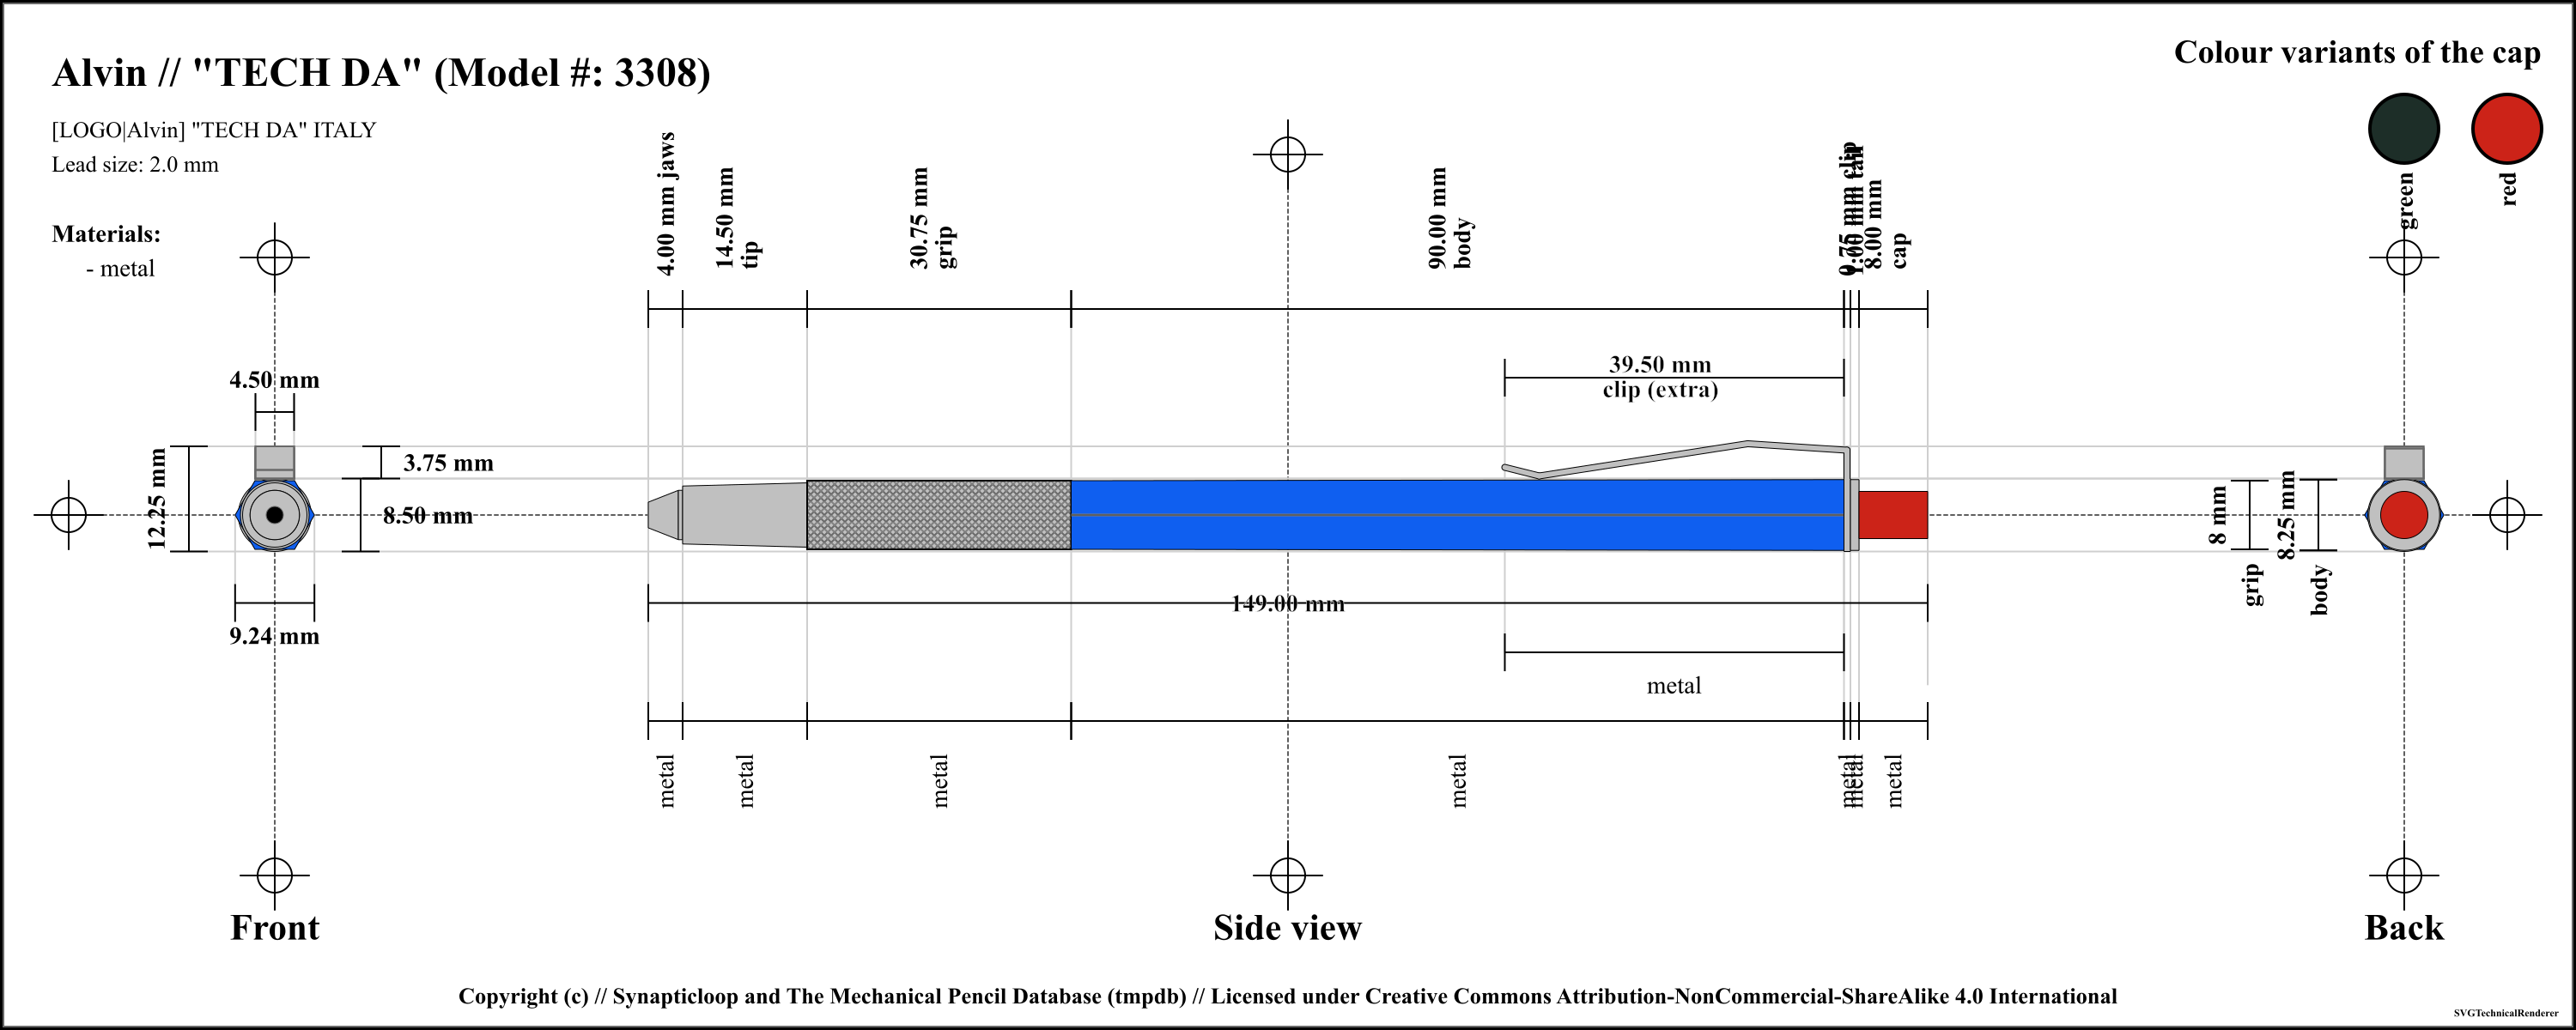 Alvin // "TECH DA" (Model #: 3308)
Colour variants of the cap
[LOGO|Alvin] "TECH DA" ITALY
Lead size: 2.0 mm
Materials:
- metal
green
red
4.00 mm jaws
14.50 mm
tip
30.75 mm
grip
90.00 mm
body
0.75 mm clip
1.00 mm tail
8.00 mm
cap
39.50 mm
clip (extra)
4.50 mm
12.25 mm
3.75 mm
8.50 mm
9.24 mm
8 mm
grip
8.25 mm
body
149.00 mm
metal
metal
metal
metal
metal
metal
metal
metal
Front
Side view
Back
Copyright (c) // Synapticloop and The Mechanical Pencil Database (tmpdb) // Licensed under Creative Commons Attribution-NonCommercial-ShareAlike 4.0 International
SVGTechnicalRenderer